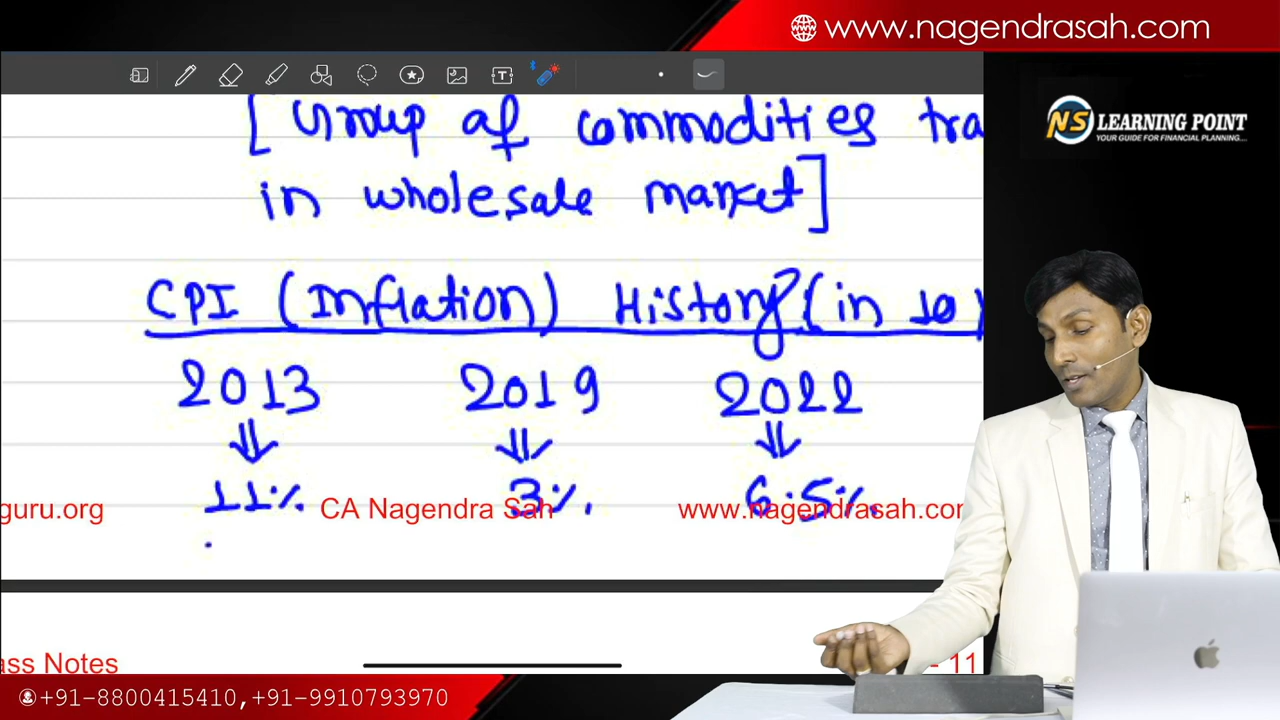 www.nagendrasah.com
NS LEARNING POINT
YOUR GUIDE FOR FINANCIAL PLANNING....
[Group of commodities tra
in wholesale market]
CPI (Inflation) History (in 10
2013 2019 2022
⇓ ⇓ ⇓
11% 3% 6.5%
guru.org CA Nagendra Sah www.nagendrasah.com
ass Notes - 11
+91-8800415410,+91-9910793970